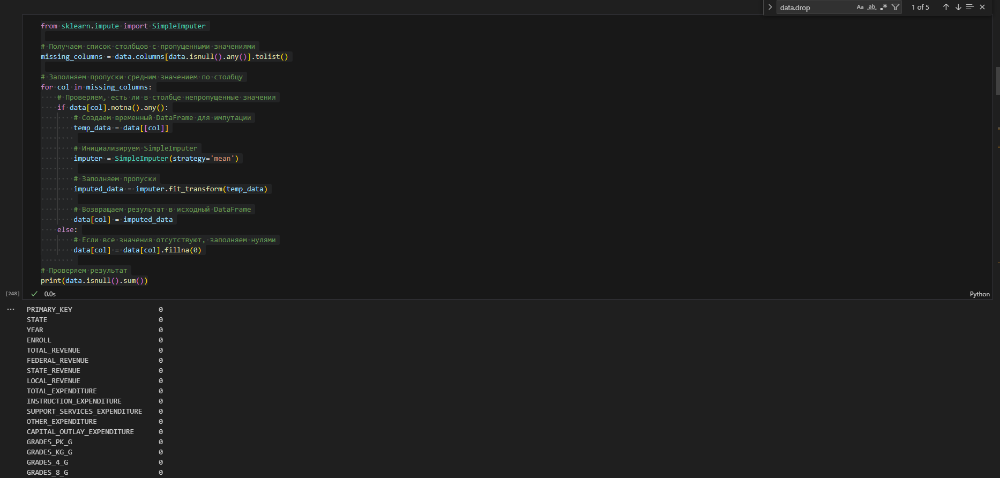 data.drop
Aa ab .* 1 of 5
from sklearn.impute import SimpleImputer
# Получаем список столбцов с пропущенными значениями
missing_columns = data.columns[data.isnull().any()].tolist()
# Заполняем пропуски средним значением по столбцу
for col in missing_columns:
    # Проверяем, есть ли в столбце непропущенные значения
    if data[col].notna().any():
        # Создаем временный DataFrame для импутации
        temp_data = data[[col]]
        # Инициализируем SimpleImputer
        imputer = SimpleImputer(strategy='mean')
        # Заполняем пропуски
        imputed_data = imputer.fit_transform(temp_data)
        # Возвращаем результат в исходный DataFrame
        data[col] = imputed_data
    else:
        # Если все значения отсутствуют, заполняем нулями
        data[col] = data[col].fillna(0)
# Проверяем результат
print(data.isnull().sum())
[248] 0.0s Python
PRIMARY_KEY 0
STATE 0
YEAR 0
ENROLL 0
TOTAL_REVENUE 0
FEDERAL_REVENUE 0
STATE_REVENUE 0
LOCAL_REVENUE 0
TOTAL_EXPENDITURE 0
INSTRUCTION_EXPENDITURE 0
SUPPORT_SERVICES_EXPENDITURE 0
OTHER_EXPENDITURE 0
CAPITAL_OUTLAY_EXPENDITURE 0
GRADES_PK_G 0
GRADES_KG_G 0
GRADES_4_G 0
GRADES_8_G 0